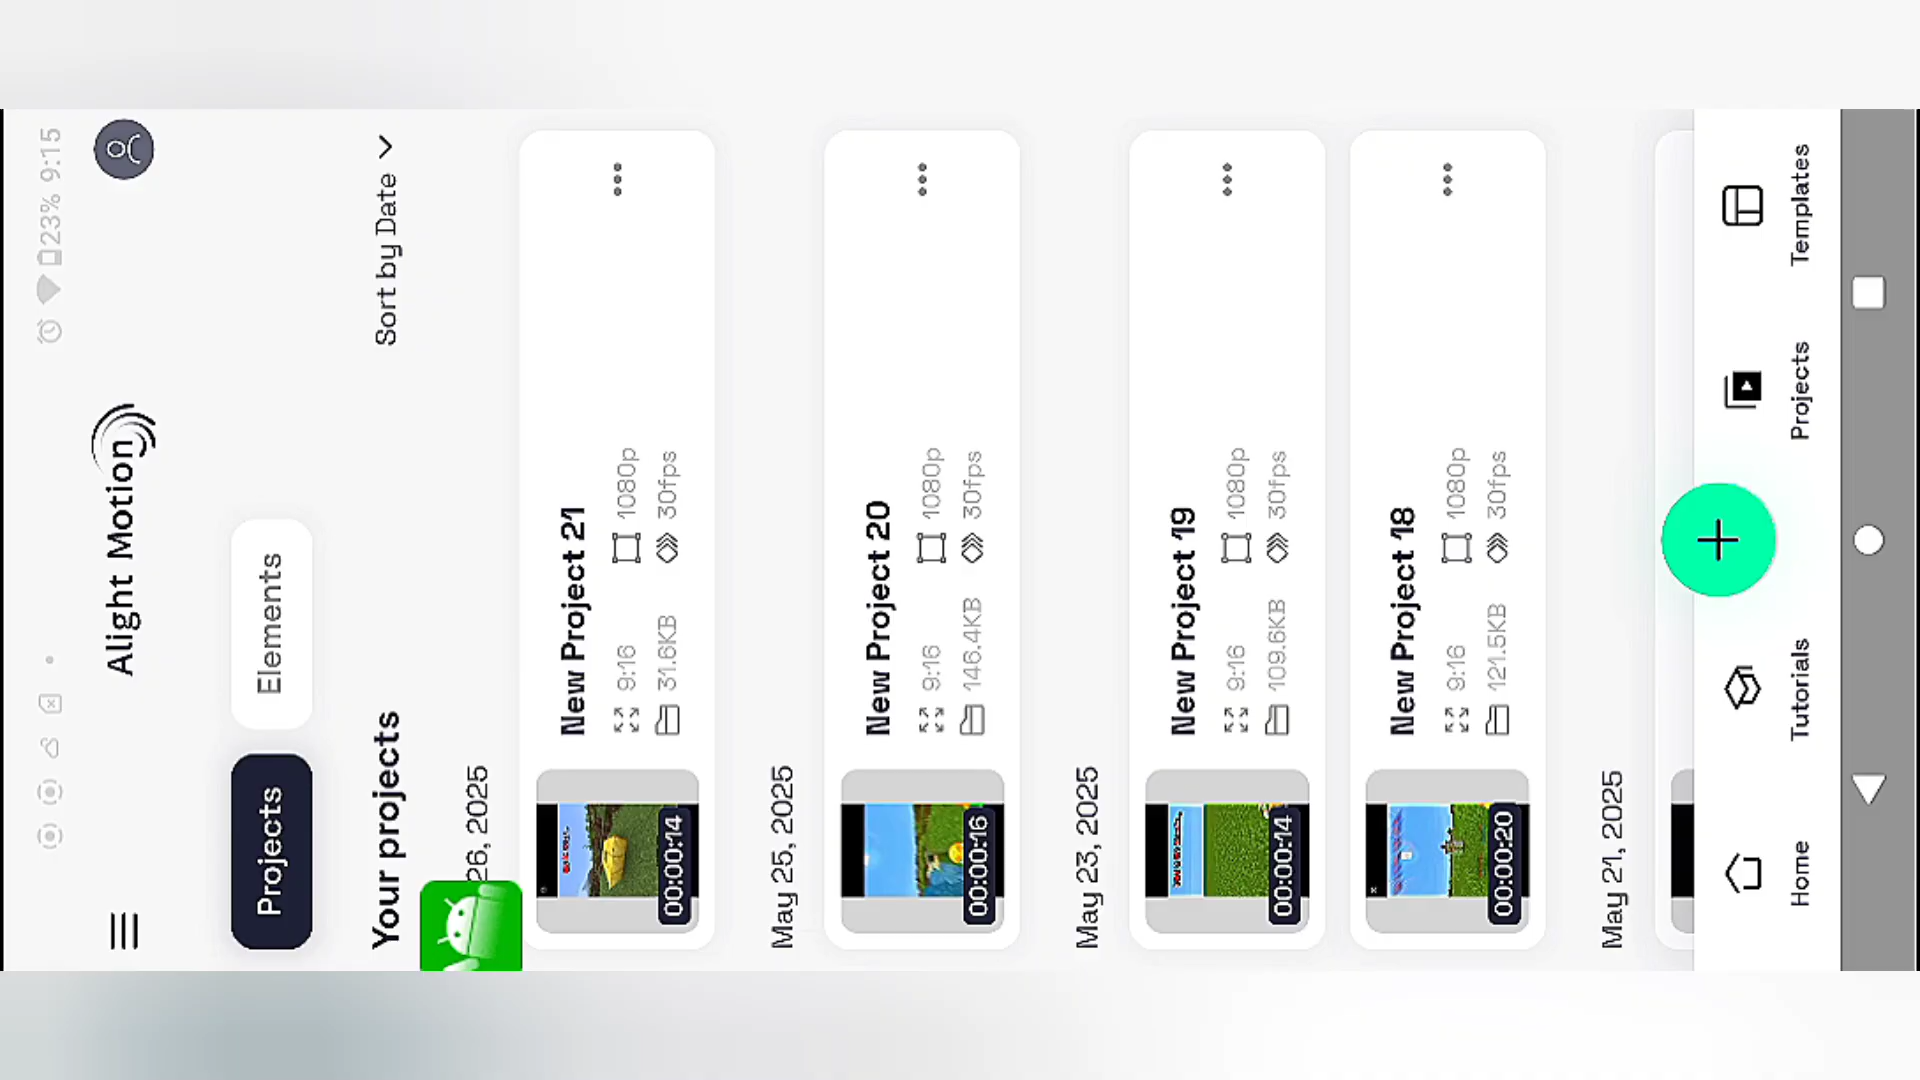 23% 9:15
Alight Motion
Projects
Elements
Your projects
Sort by Date
26, 2025
New Project 21
9:16
1080p
31.6KB
30fps
00:00:14
May 25, 2025
New Project 20
9:16
1080p
146.4KB
30fps
00:00:16
May 23, 2025
New Project 19
9:16
1080p
109.6KB
30fps
00:00:14
New Project 18
9:16
1080p
121.5KB
30fps
00:00:20
May 21, 2025
Home
Tutorials
Projects
Templates